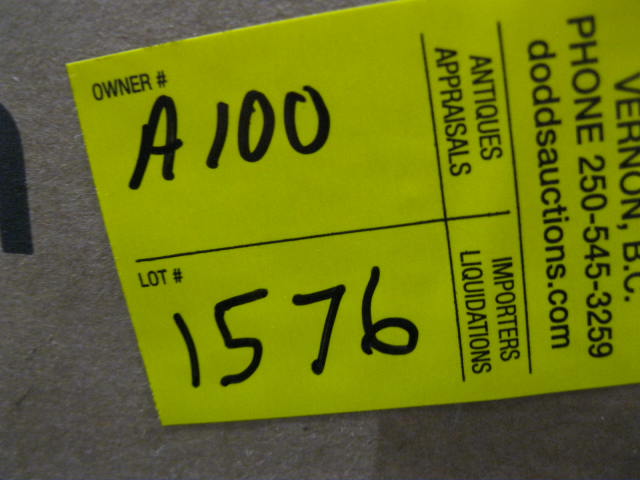 OWNER #
A100
LOT #
1576
ANTIQUES
APPRAISALS
IMPORTERS
LIQUIDATIONS
VERNON, B.C.
PHONE 250-545-3259
doddsauctions.com